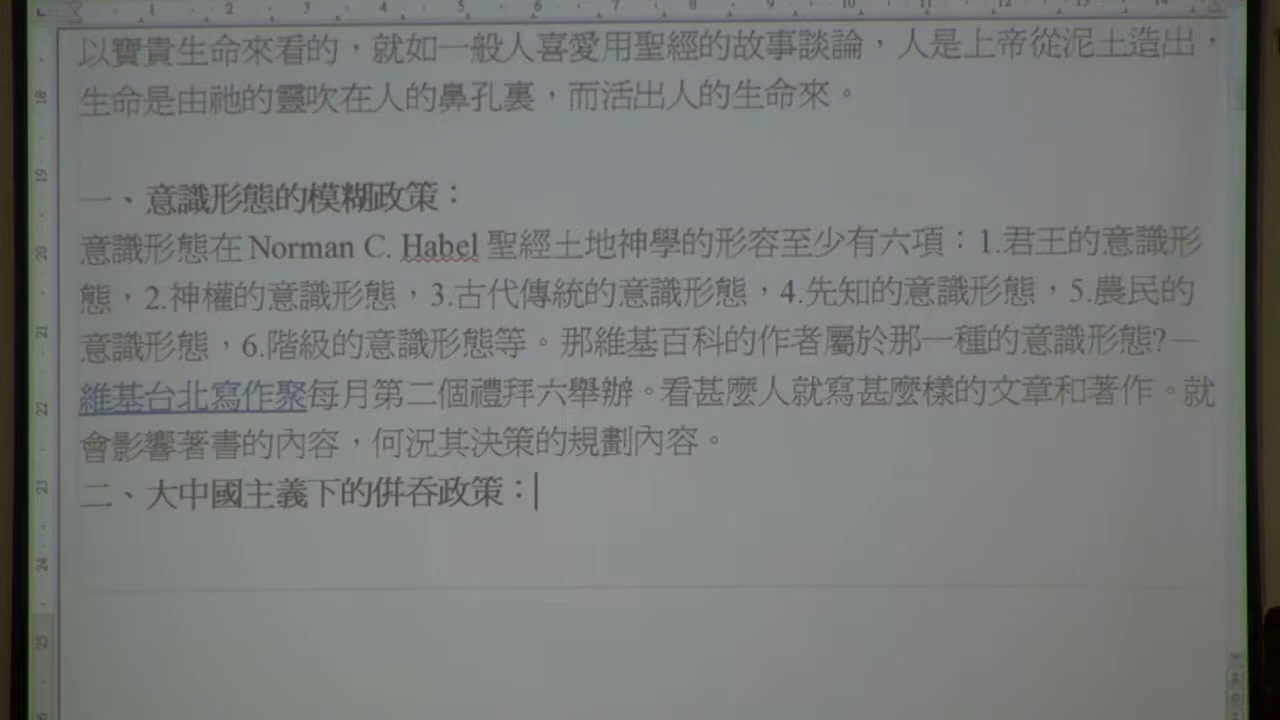 以寶貴生命來看的，就如一般人喜愛用聖經的故事談論，人是上帝從泥土造出，
生命是由祂的靈吹在人的鼻孔裏，而活出人的生命來。
一、意識形態的模糊政策：
意識形態在 Norman C. Habel 聖經土地神學的形容至少有六項：1.君王的意識形
態，2.神權的意識形態，3.古代傳統的意識形態，4.先知的意識形態，5.農民的
意識形態，6.階級的意識形態等。那維基百科的作者屬於那一種的意識形態?—
維基台北寫作聚每月第二個禮拜六舉辦。看甚麼人就寫甚麼樣的文章和著作。就
會影響著書的內容，何況其決策的規劃內容。
二、大中國主義下的併吞政策：